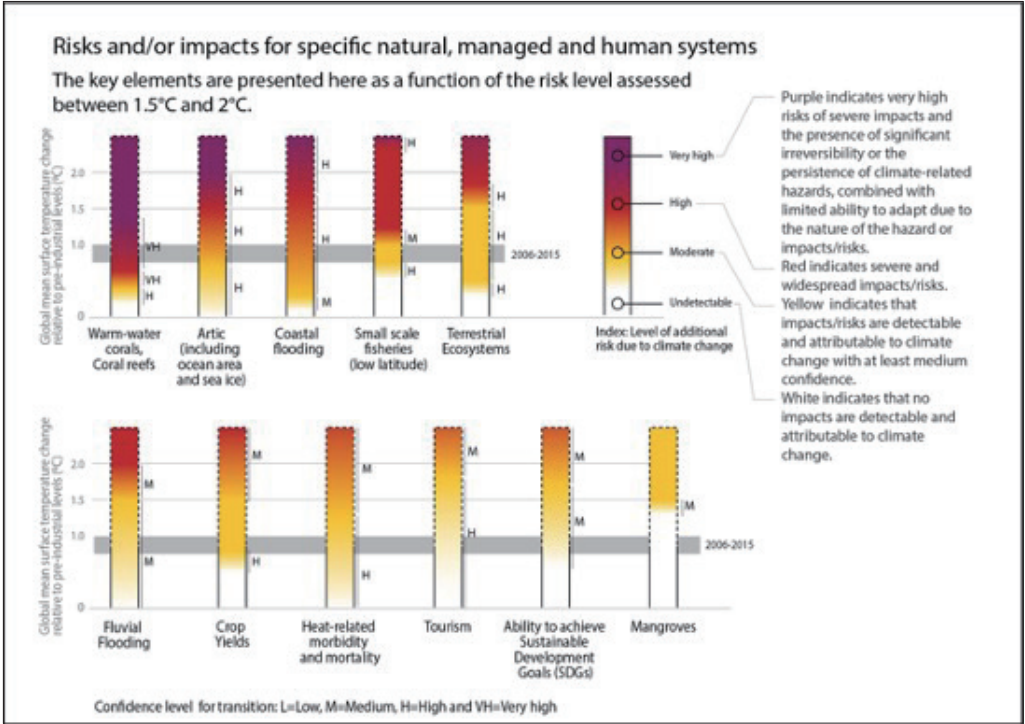 Risks and/or impacts for specific natural, managed and human systems
The key elements are presented here as a function of the risk level assessed
between 1.5°C and 2°C.
Global mean surface temperature change
relative to pre-industrial levels (°C)
2.0
1.5
1.0
0
VH
VH
H
H
H
H
H
H
M
H
M
H
H
H
H
2006-2015
Warm-water
corals,
Coral reefs
Artic
(including
ocean area
and sea ice)
Coastal
flooding
Small scale
fisheries
(low latitude)
Terrestrial
Ecosystems
Very high
High
Moderate
Undetectable
Index: Level of additional
risk due to climate change
Purple indicates very high
risks of severe impacts and
the presence of significant
irreversibility or the
persistence of climate-related
hazards, combined with
limited ability to adapt due to
the nature of the hazard or
impacts/risks.
Red indicates severe and
widespread impacts/risks.
Yellow indicates that
impacts/risks are detectable
and attributable to climate
change with at least medium
confidence.
White indicates that no
impacts are detectable and
attributable to climate
change.
Global mean surface temperature change
relative to pre-industrial levels (°C)
2.0
1.5
1.0
0
M
M
M
H
M
H
M
H
M
M
M
2006-2015
Fluvial
Flooding
Crop
Yields
Heat-related
morbidity
and mortality
Tourism
Ability to achieve
Sustainable
Development
Goals (SDGs)
Mangroves
Confidence level for transition: L=Low, M=Medium, H=High and VH=Very high